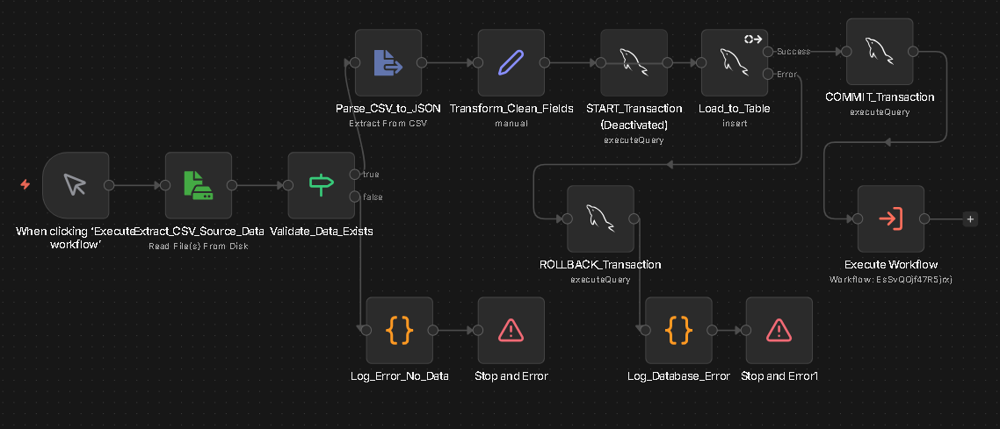 Success
Error
COMMIT_Transaction
executeQuery
Parse_CSV_to_JSON
Extract From CSV
Transform_Clean_Fields
manual
START_Transaction
(Deactivated)
executeQuery
Load_to_Table
insert
true
false
When clicking ‘Execute
workflow’
Extract_CSV_Source_Data
Read File(s) From Disk
Validate_Data_Exists
ROLLBACK_Transaction
executeQuery
+
Execute Workflow
Log_Error_No_Data
Stop and Error
Log_Database_Error
Stop and Error1